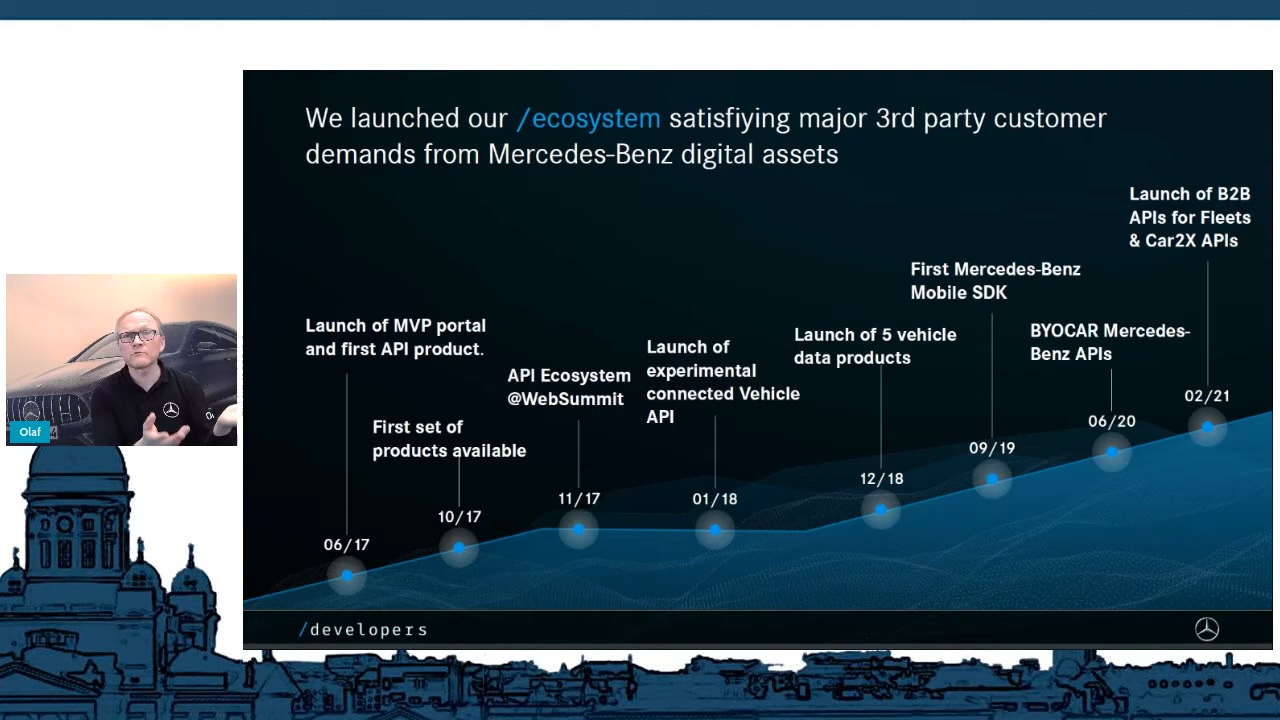 We launched our /ecosystem satisfiying major 3rd party customer
demands from Mercedes-Benz digital assets
Launch of MVP portal
and first API product.
06/17
First set of
products available
10/17
API Ecosystem
@WebSummit
11/17
Launch of
experimental
connected Vehicle
API
01/18
Launch of 5 vehicle
data products
12/18
First Mercedes-Benz
Mobile SDK
09/19
BYOCAR Mercedes-
Benz APIs
06/20
Launch of B2B
APIs for Fleets
& Car2X APIs
02/21
Olaf
/developers